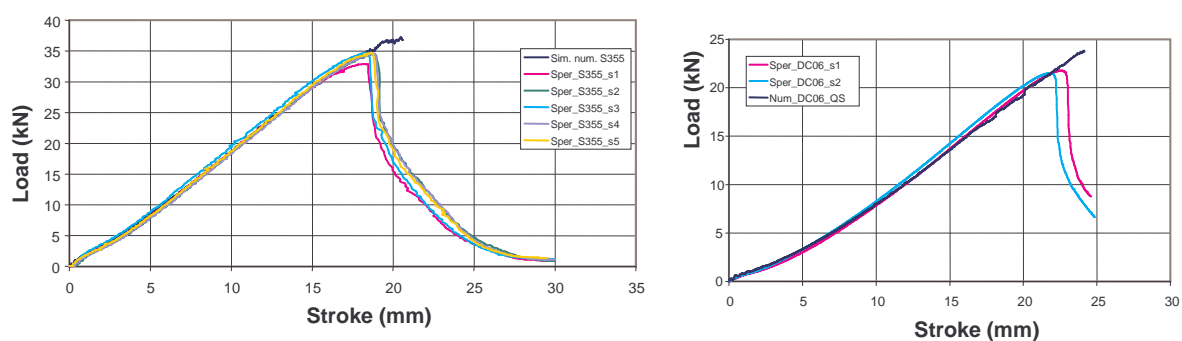 40
35
30
25
20
15
10
5
0
Load (kN)
0 5 10 15 20 25 30 35
Stroke (mm)
Sim. num. S355
Sper_S355_s1
Sper_S355_s2
Sper_S355_s3
Sper_S355_s4
Sper_S355_s5
25
20
15
10
5
0
Load (kN)
0 5 10 15 20 25 30
Stroke (mm)
Sper_DC06_s1
Sper_DC06_s2
Num_DC06_QS